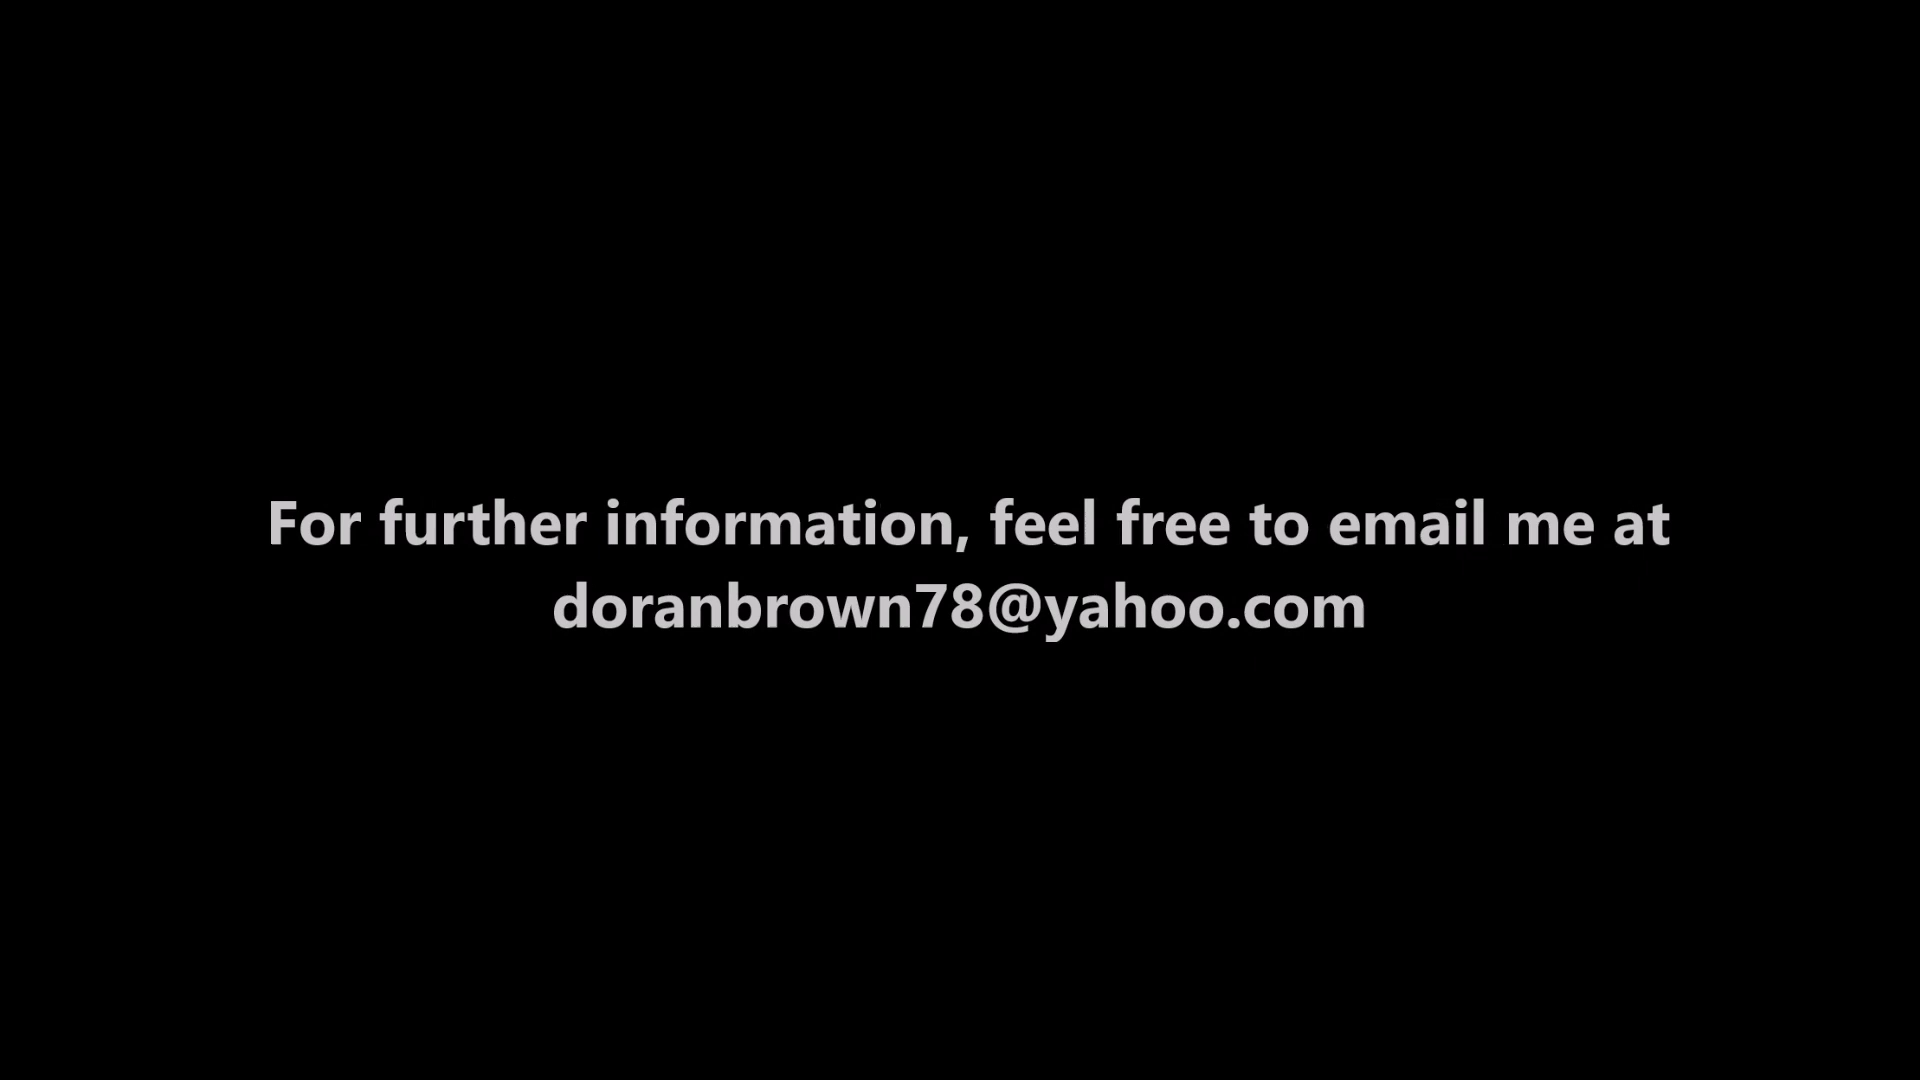 For further information, feel free to email me at
doranbrown78@yahoo.com